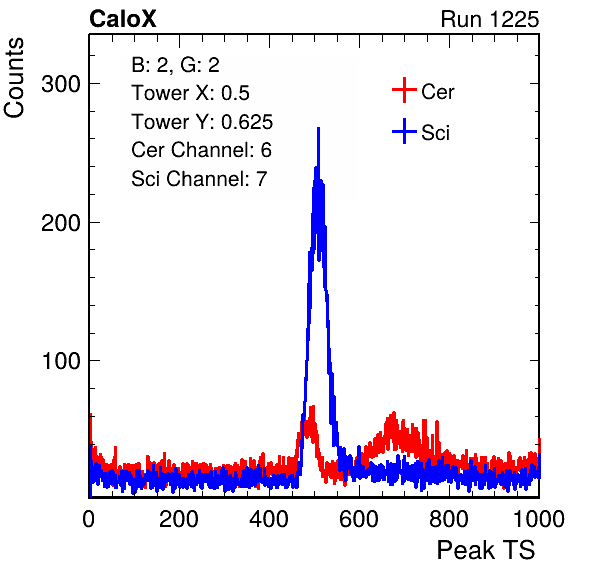 CaloX Run 1225
Counts
B: 2, G: 2
Tower X: 0.5
Tower Y: 0.625
Cer Channel: 6
Sci Channel: 7
Cer
Sci
300
200
100
0 200 400 600 800 1000
Peak TS